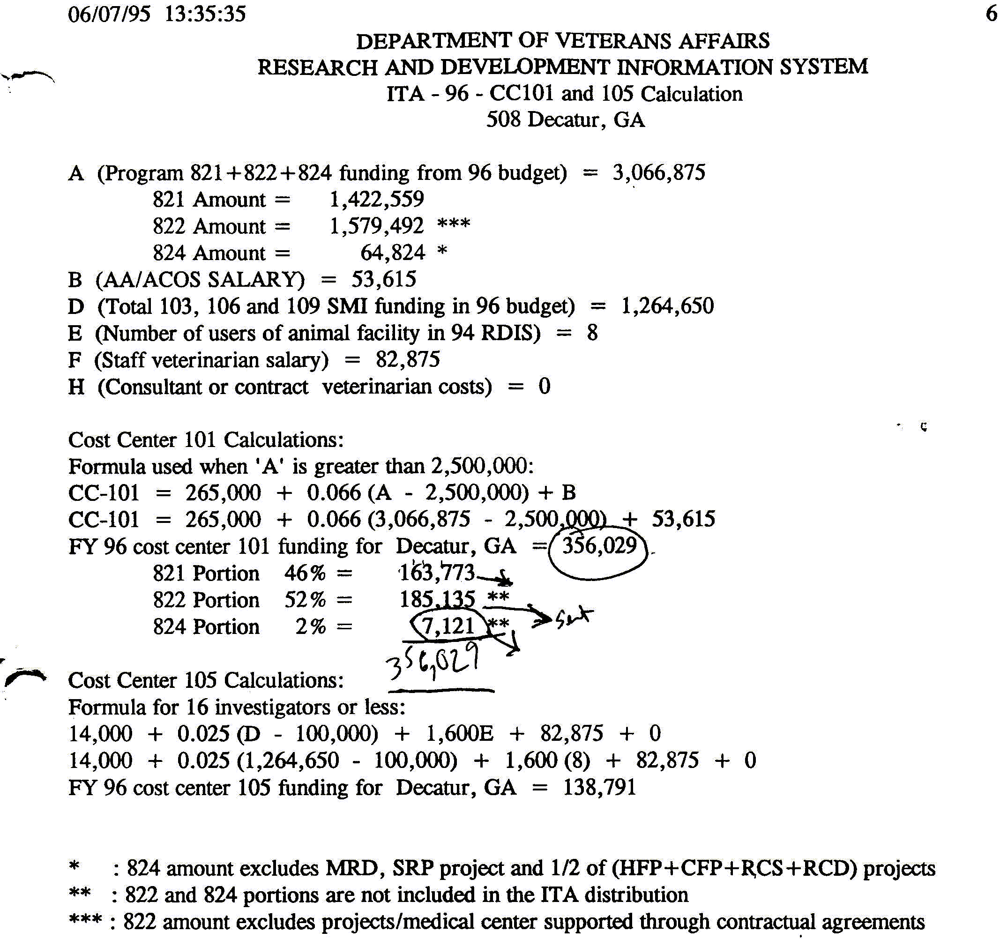 06/07/95 13:35:35 6
DEPARTMENT OF VETERANS AFFAIRS
RESEARCH AND DEVELOPMENT INFORMATION SYSTEM
ITA - 96 - CC101 and 105 Calculation
508 Decatur, GA
A (Program 821+822+824 funding from 96 budget) = 3,066,875
821 Amount = 1,422,559
822 Amount = 1,579,492 ***
824 Amount = 64,824 *
B (AA/ACOS SALARY) = 53,615
D (Total 103, 106 and 109 SMI funding in 96 budget) = 1,264,650
E (Number of users of animal facility in 94 RDIS) = 8
F (Staff veterinarian salary) = 82,875
H (Consultant or contract veterinarian costs) = 0
Cost Center 101 Calculations:
Formula used when 'A' is greater than 2,500,000:
CC-101 = 265,000 + 0.066 (A - 2,500,000) + B
CC-101 = 265,000 + 0.066 (3,066,875 - 2,500,000) + 53,615
FY 96 cost center 101 funding for Decatur, GA = 356,029
821 Portion 46% = 163,773
822 Portion 52% = 185,135 **
824 Portion 2% = 7,121 **
356,029
Cost Center 105 Calculations:
Formula for 16 investigators or less:
14,000 + 0.025 (D - 100,000) + 1,600E + 82,875 + 0
14,000 + 0.025 (1,264,650 - 100,000) + 1,600 (8) + 82,875 + 0
FY 96 cost center 105 funding for Decatur, GA = 138,791
* : 824 amount excludes MRD, SRP project and 1/2 of (HFP+CFP+RCS+RCD) projects
** : 822 and 824 portions are not included in the ITA distribution
*** : 822 amount excludes projects/medical center supported through contractual agreements